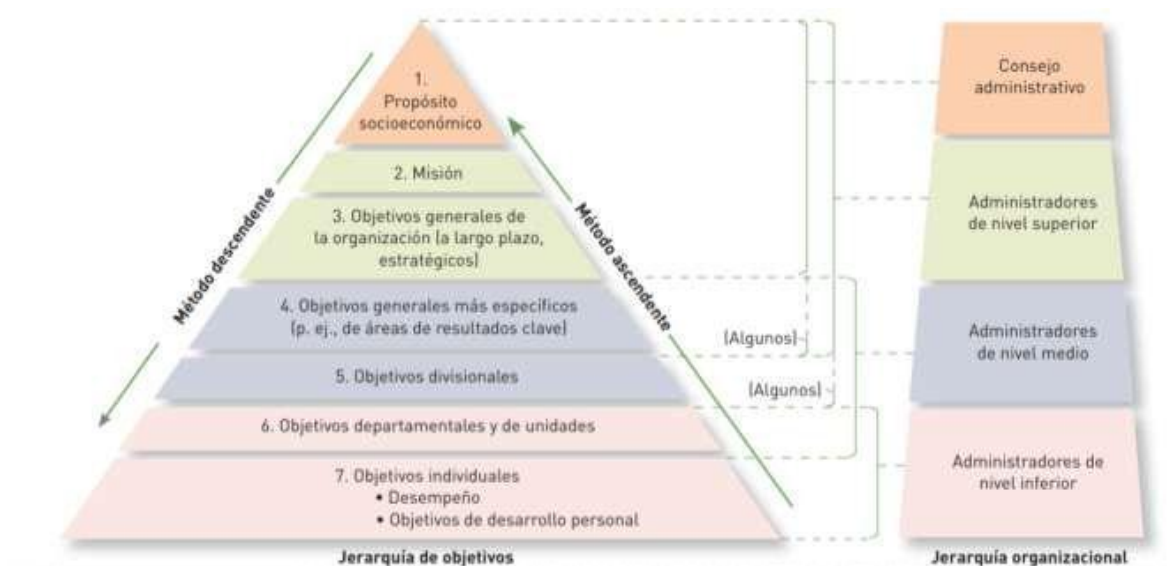 1.
Propósito
socioeconómico
2. Misión
3. Objetivos generales de
la organización (a largo plazo,
estratégicos)
4. Objetivos generales más específicos
(p. ej., de áreas de resultados clave)
5. Objetivos divisionales
6. Objetivos departamentales y de unidades
7. Objetivos individuales
• Desempeño
• Objetivos de desarrollo personal
Jerarquía de objetivos
Método descendente
Método ascendente
(Algunos)
(Algunos)
Consejo
administrativo
Administradores
de nivel superior
Administradores
de nivel medio
Administradores de
nivel inferior
Jerarquía organizacional